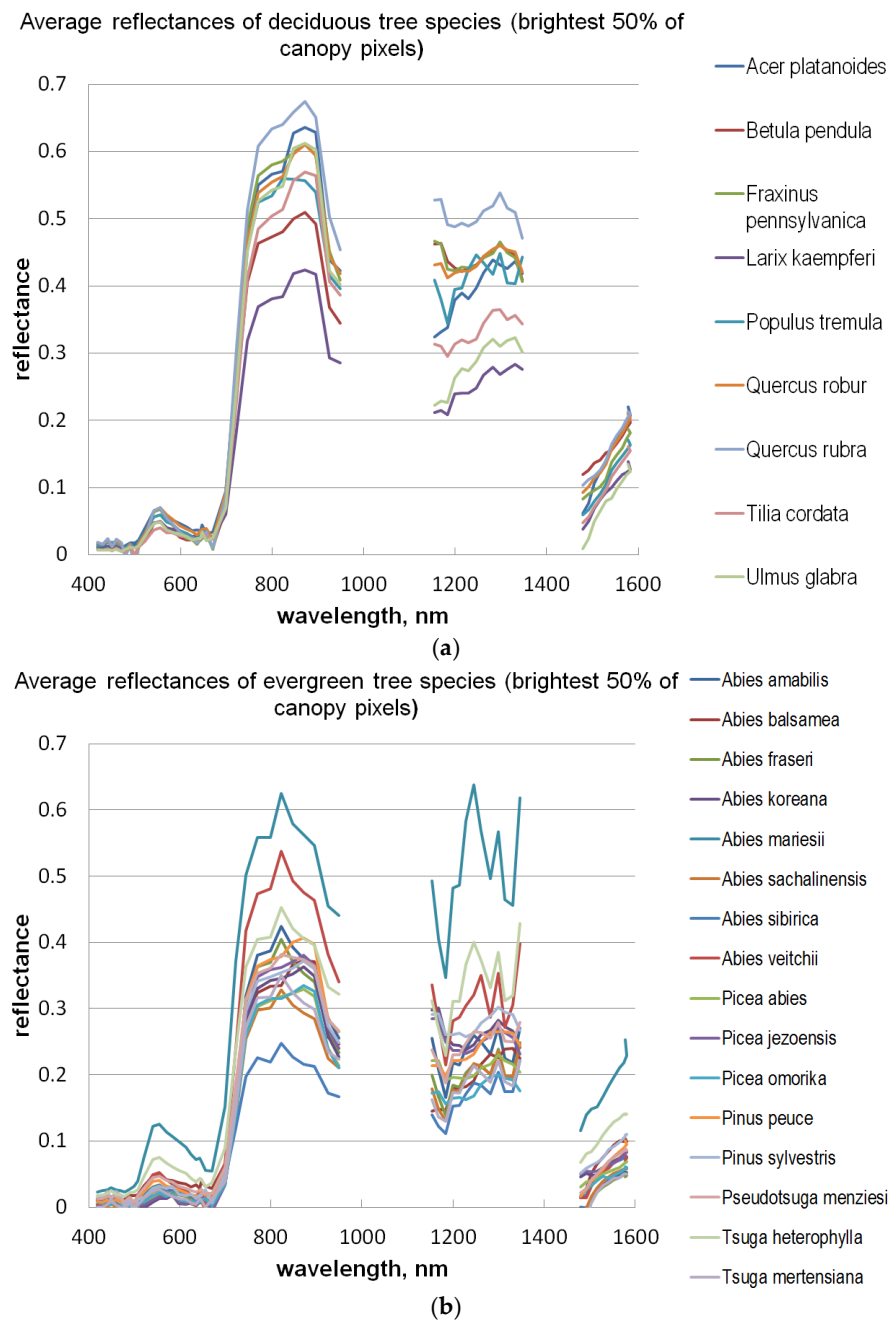 Average reflectances of deciduous tree species (brightest 50% of
canopy pixels)
0.7
0.6
0.5
0.4
0.3
0.2
0.1
0
reflectance
400
600
800
1000
1200
1400
1600
wavelength, nm
Acer platanoides
Betula pendula
Fraxinus
pennsylvanica
Larix kaempferi
Populus tremula
Quercus robur
Quercus rubra
Tilia cordata
Ulmus glabra
(a)
Average reflectances of evergreen tree species (brightest 50% of
canopy pixels)
0.7
0.6
0.5
0.4
0.3
0.2
0.1
0
reflectance
400
600
800
1000
1200
1400
1600
wavelength, nm
Abies amabilis
Abies balsamea
Abies fraseri
Abies koreana
Abies mariesii
Abies sachalinensis
Abies sibirica
Abies veitchii
Picea abies
Picea jezoensis
Picea omorika
Pinus peuce
Pinus sylvestris
Pseudotsuga menziesi
Tsuga heterophylla
Tsuga mertensiana
(b)